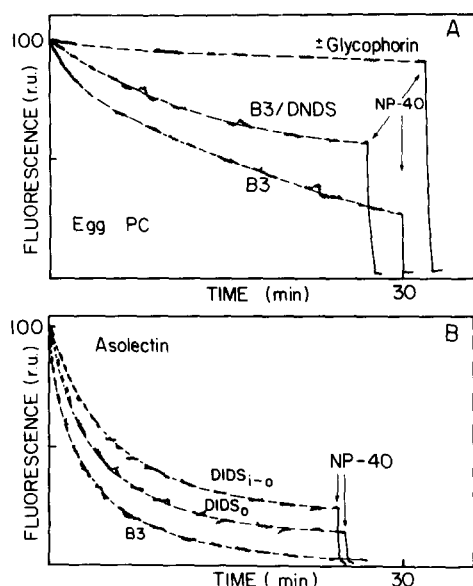 A
100
± Glycophorin
NP-40
B3/DNDS
B3
FLUORESCENCE (r.u.)
Egg PC
TIME (min)
30
B
100
Asolectin
NP-40
DIDSi-o
DIDSo
B3
FLUORESCENCE (r.u.)
TIME (min)
30